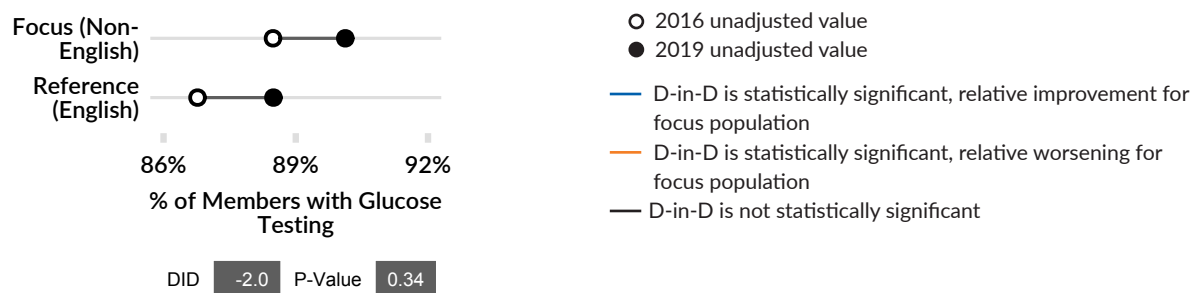 Focus (Non-
English)
Reference
(English)
86%
89%
92%
% of Members with Glucose
Testing
DID -2.0 P-Value 0.34
2016 unadjusted value
2019 unadjusted value
D-in-D is statistically significant, relative improvement for
focus population
D-in-D is statistically significant, relative worsening for
focus population
D-in-D is not statistically significant